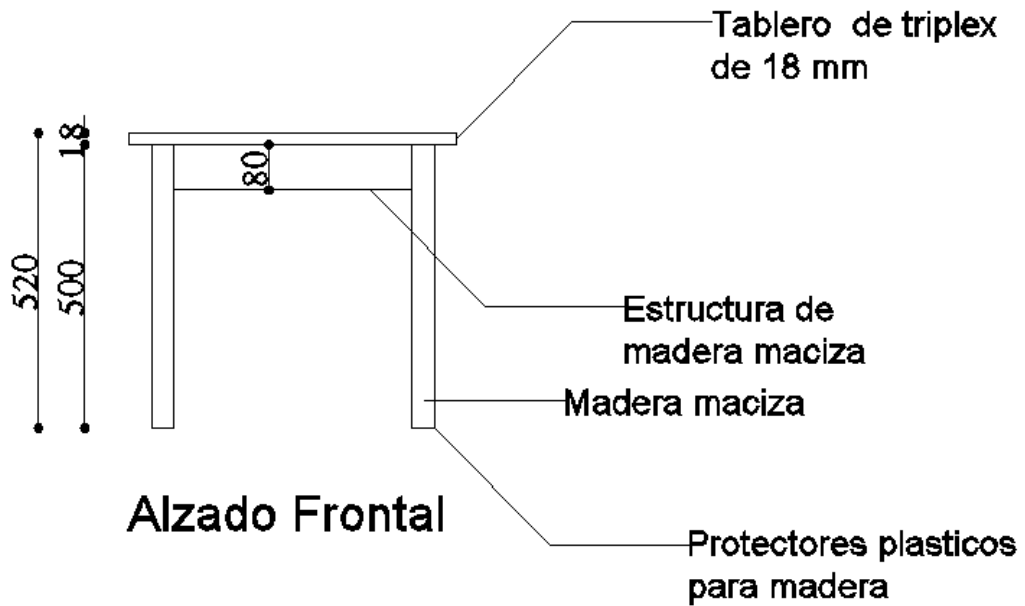 Tablero de triplex
de 18 mm
18
80
520
500
Estructura de
madera maciza
Madera maciza
Alzado Frontal
Protectores plasticos
para madera